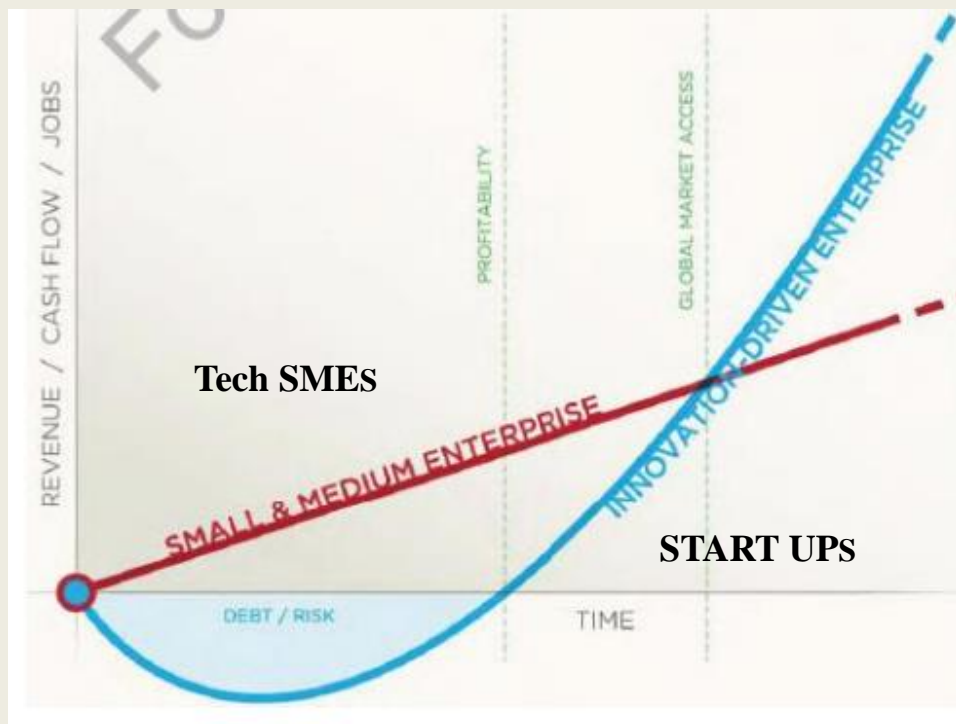 REVENUE / CASH FLOW / JOBS
PROFITABILITY
GLOBAL MARKET ACCESS
Tech SMEs
SMALL & MEDIUM ENTERPRISE
INNOVATION-DRIVEN ENTERPRISE
START UPs
DEBT / RISK
TIME